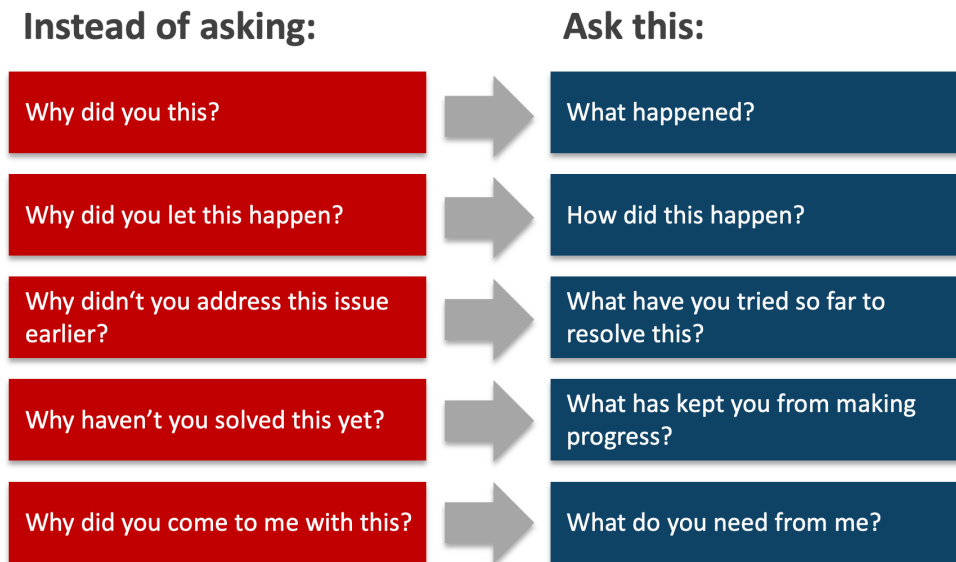 Instead of asking:
Ask this:
Why did you this?
What happened?
Why did you let this happen?
How did this happen?
Why didn‘t you address this issue
earlier?
What have you tried so far to
resolve this?
Why haven’t you solved this yet?
What has kept you from making
progress?
Why did you come to me with this?
What do you need from me?